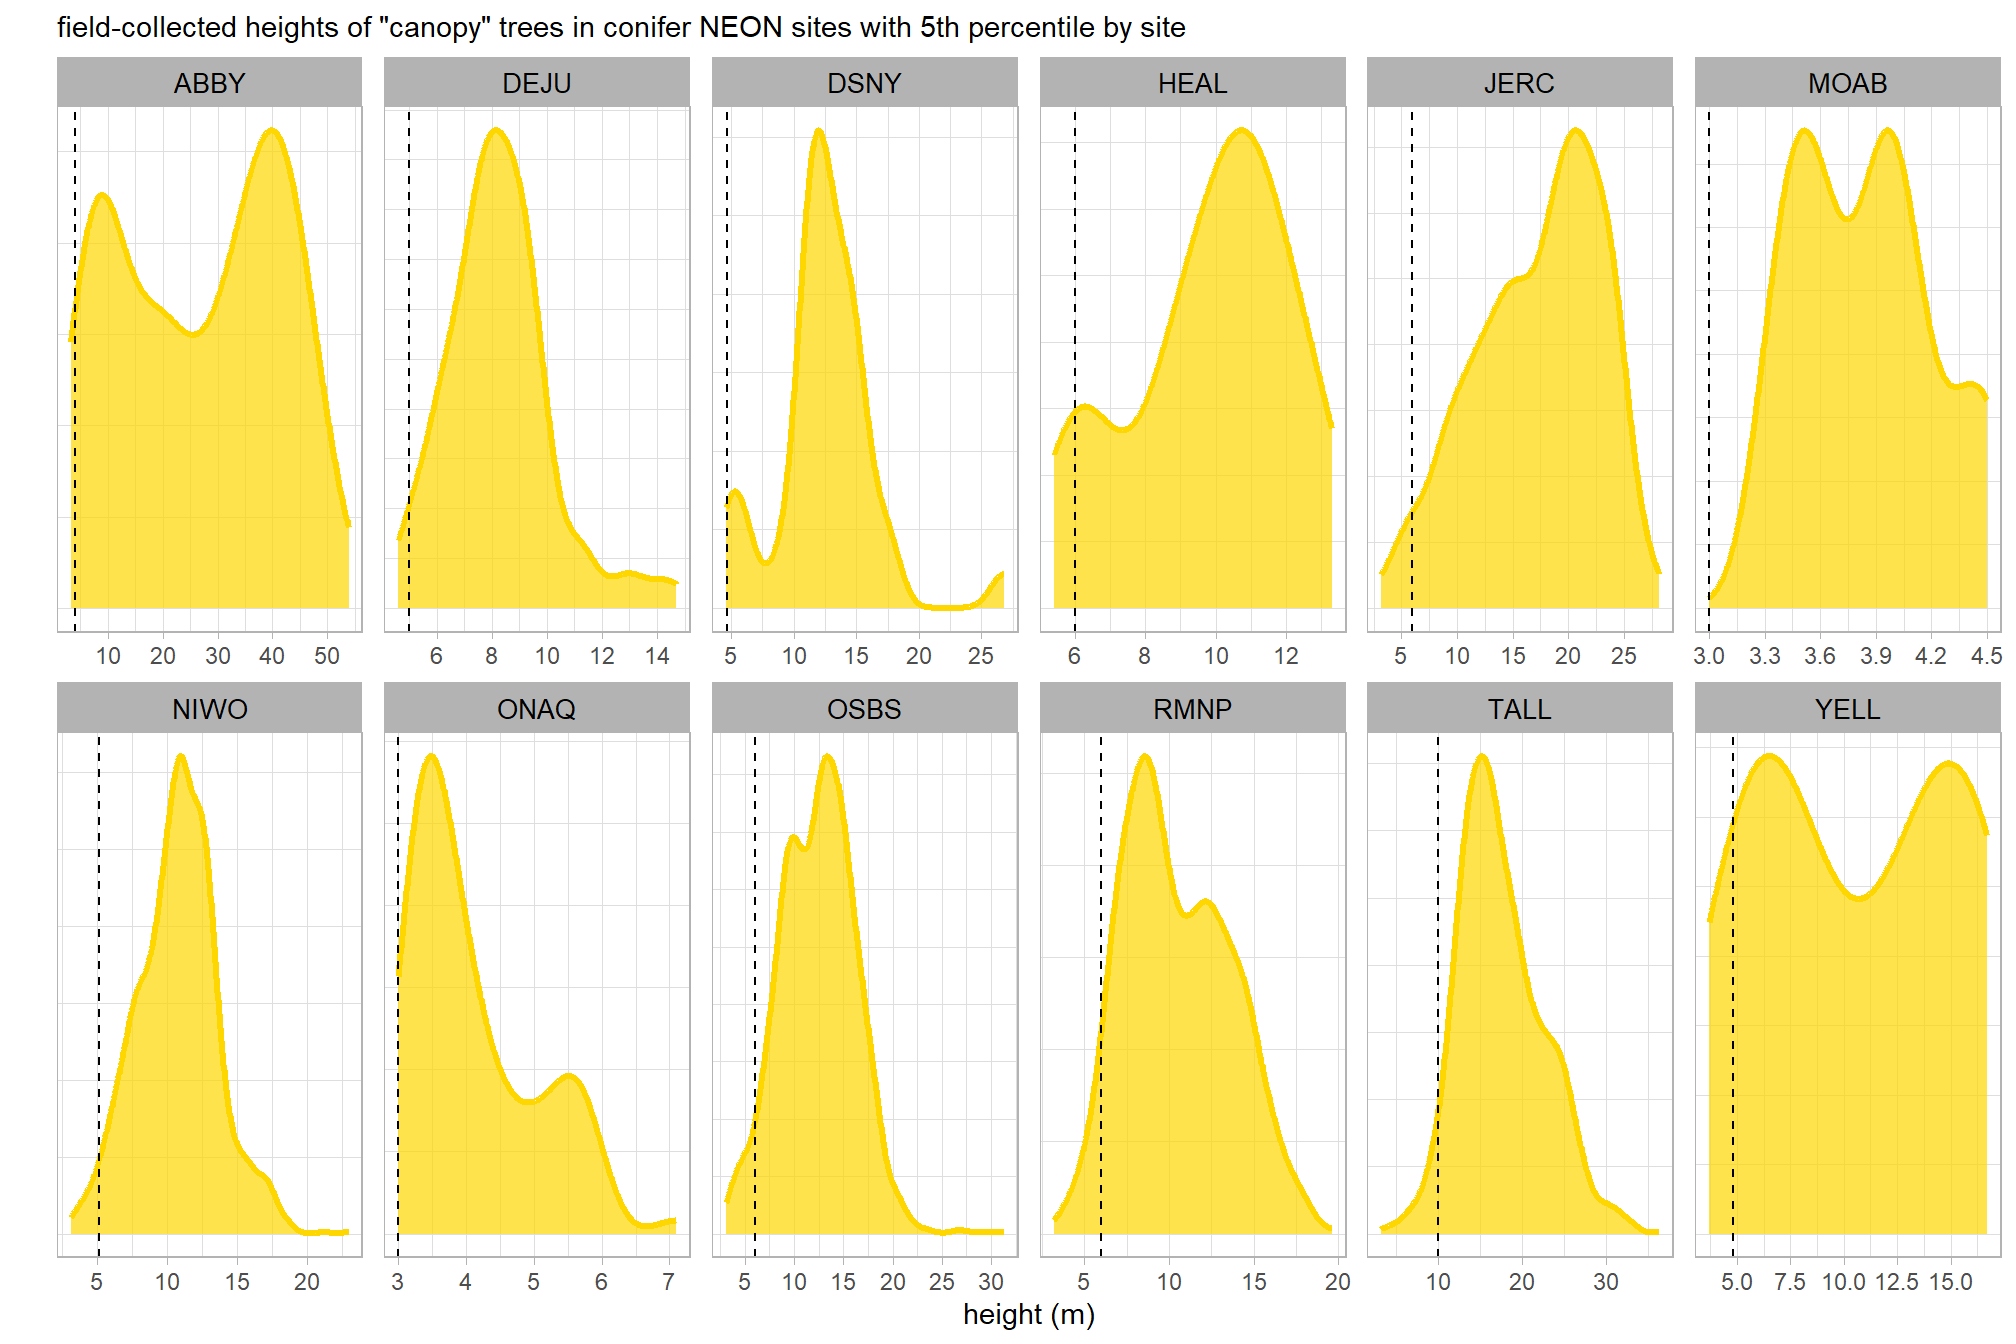 field-collected heights of "canopy" trees in conifer NEON sites with 5th percentile by site
ABBY DEJU DSNY HEAL JERC MOAB
10 20 30 40 50 6 8 10 12 14 5 10 15 20 25 6 8 10 12 5 10 15 20 25 3.0 3.3 3.6 3.9 4.2 4.5
NIWO ONAQ OSBS RMNP TALL YELL
5 10 15 20 3 4 5 6 7 5 10 15 20 25 30 5 10 15 20 10 20 30 5.0 7.5 10.0 12.5 15.0
height (m)